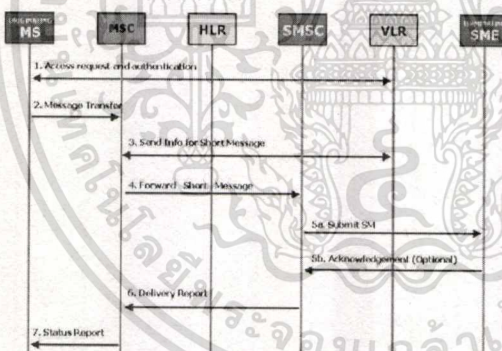 MS
MSC
HLR
SMSC
VLR
SME
1. Access request and authentication
2. Message Transfer
3. Send Info for Short Message
4. Forward Short Message
5a. Submit SM
5b. Acknowledgement (Optional)
6. Delivery Report
7. Status Report